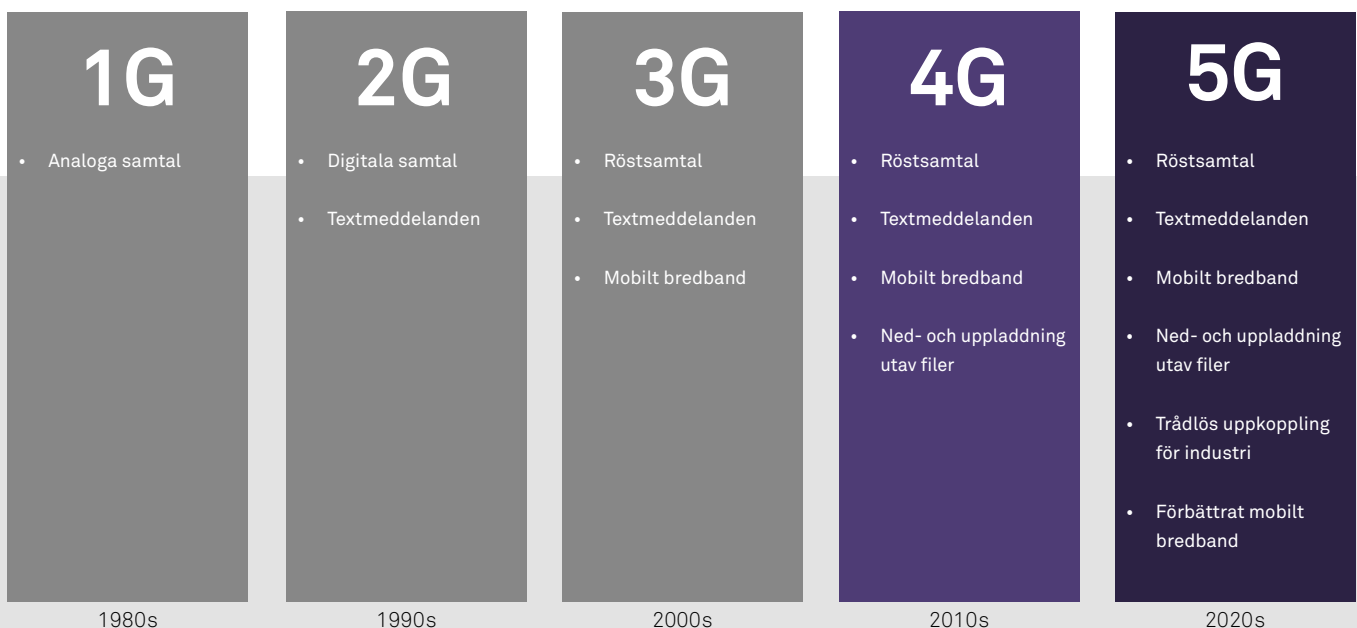 1G
• Analoga samtal
1980s
2G
• Digitala samtal
• Textmeddelanden
1990s
3G
• Röstsamtal
• Textmeddelanden
• Mobilt bredband
2000s
4G
• Röstsamtal
• Textmeddelanden
• Mobilt bredband
• Ned- och uppladdning
utav filer
2010s
5G
• Röstsamtal
• Textmeddelanden
• Mobilt bredband
• Ned- och uppladdning
utav filer
• Trådlös uppkoppling
för industri
• Förbättrat mobilt
bredband
2020s